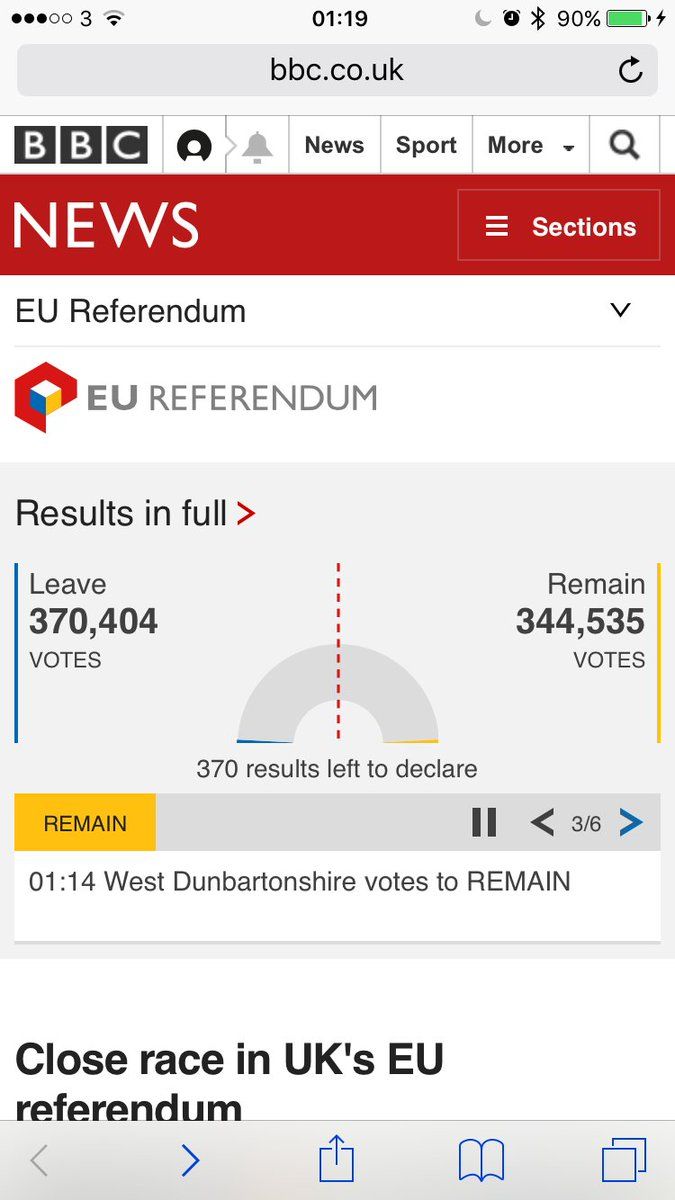 3 01:19 90%
bbc.co.uk
BBC News Sport More
NEWS Sections
EU Referendum
EU REFERENDUM
Results in full >
Leave Remain
370,404 344,535
VOTES VOTES
370 results left to declare
REMAIN 3/6
01:14 West Dunbartonshire votes to REMAIN
Close race in UK's EU
referendum